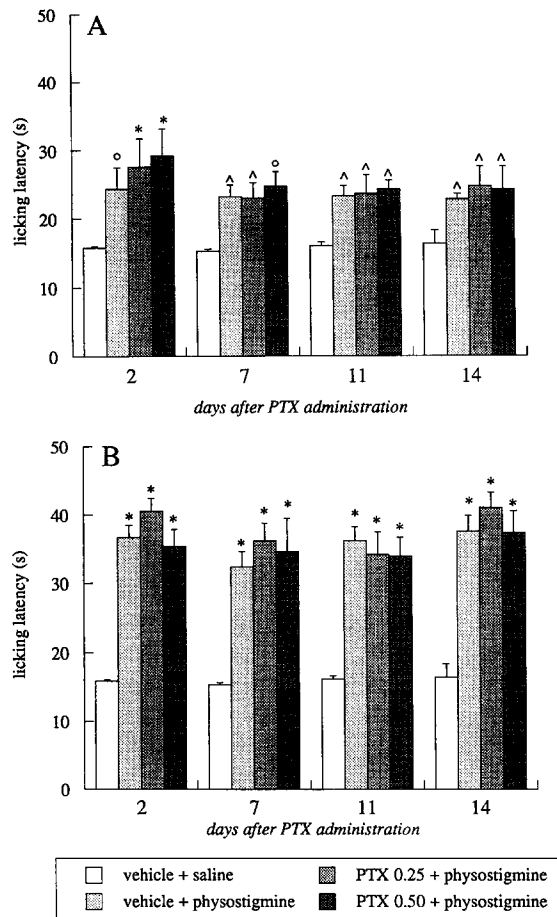 A
50
40
30
20
10
0
licking latency (s)
o * *
^ ^ o
^ ^ ^
^ ^ ^
2 7 11 14
days after PTX administration
B
50
40
30
20
10
0
licking latency (s)
* * *
* * *
* * *
* * *
2 7 11 14
days after PTX administration
vehicle + saline
PTX 0.25 + physostigmine
vehicle + physostigmine
PTX 0.50 + physostigmine